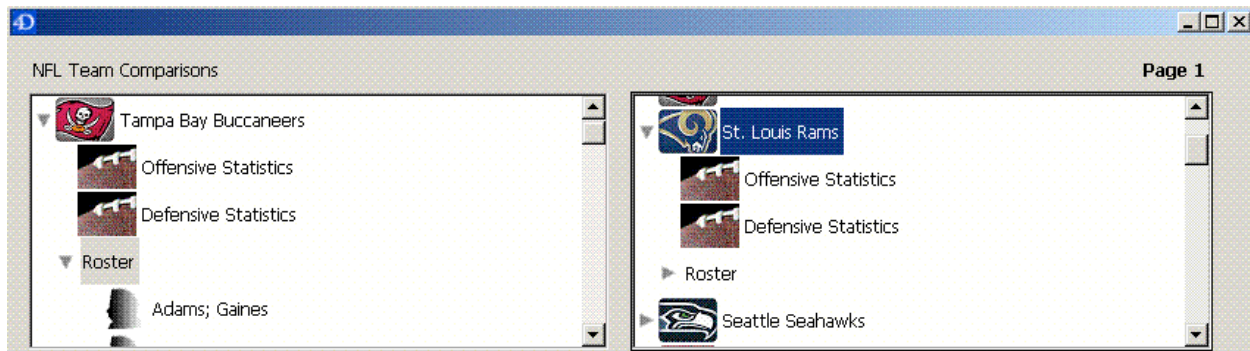 4D
NFL Team Comparisons
Page 1
Tampa Bay Buccaneers
Offensive Statistics
Defensive Statistics
Roster
Adams; Gaines
St. Louis Rams
Offensive Statistics
Defensive Statistics
Roster
Seattle Seahawks